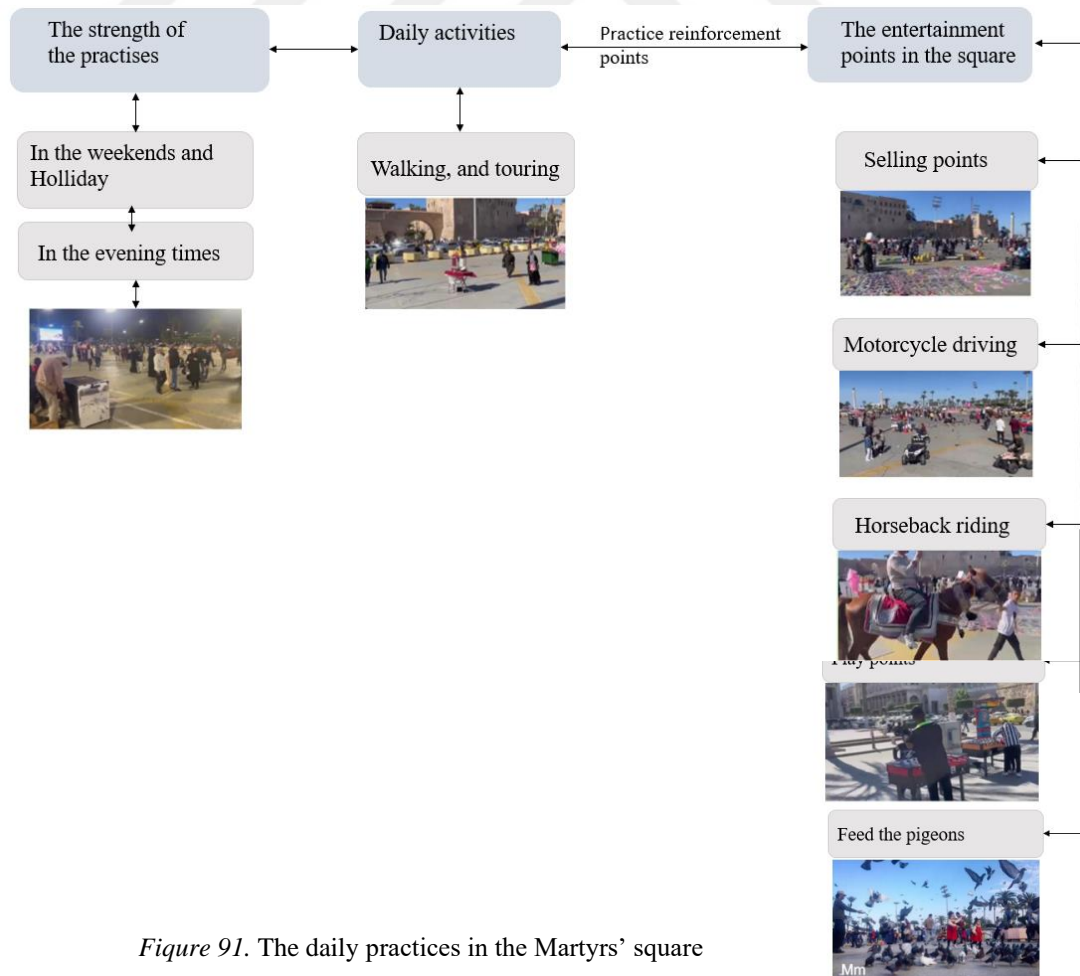 The strength of
the practises
Daily activities
Practice reinforcement
points
The entertainment
points in the square
In the weekends and
Holliday
In the evening times
Walking, and touring
Selling points
Motorcycle driving
Horseback riding
Play points
Feed the pigeons
Mm
Figure 91. The daily practices in the Martyrs’ square